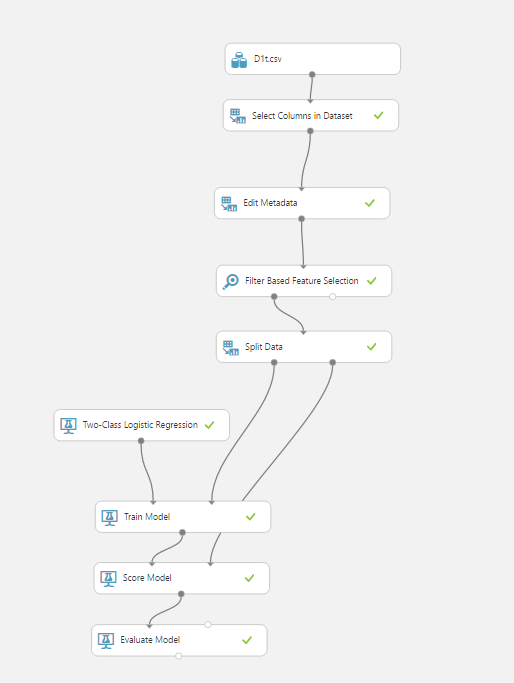 D1t.csv
Select Columns in Dataset
Edit Metadata
Filter Based Feature Selection
Split Data
Two-Class Logistic Regression
Train Model
Score Model
Evaluate Model